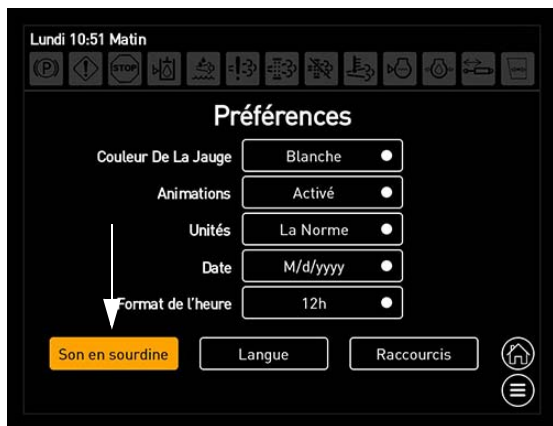 Lundi 10:51 Matin
STOP
Préférences
Couleur De La Jauge Blanche
Animations Activé
Unités La Norme
Date M/d/yyyy
Format de l'heure 12h
Son en sourdine Langue Raccourcis